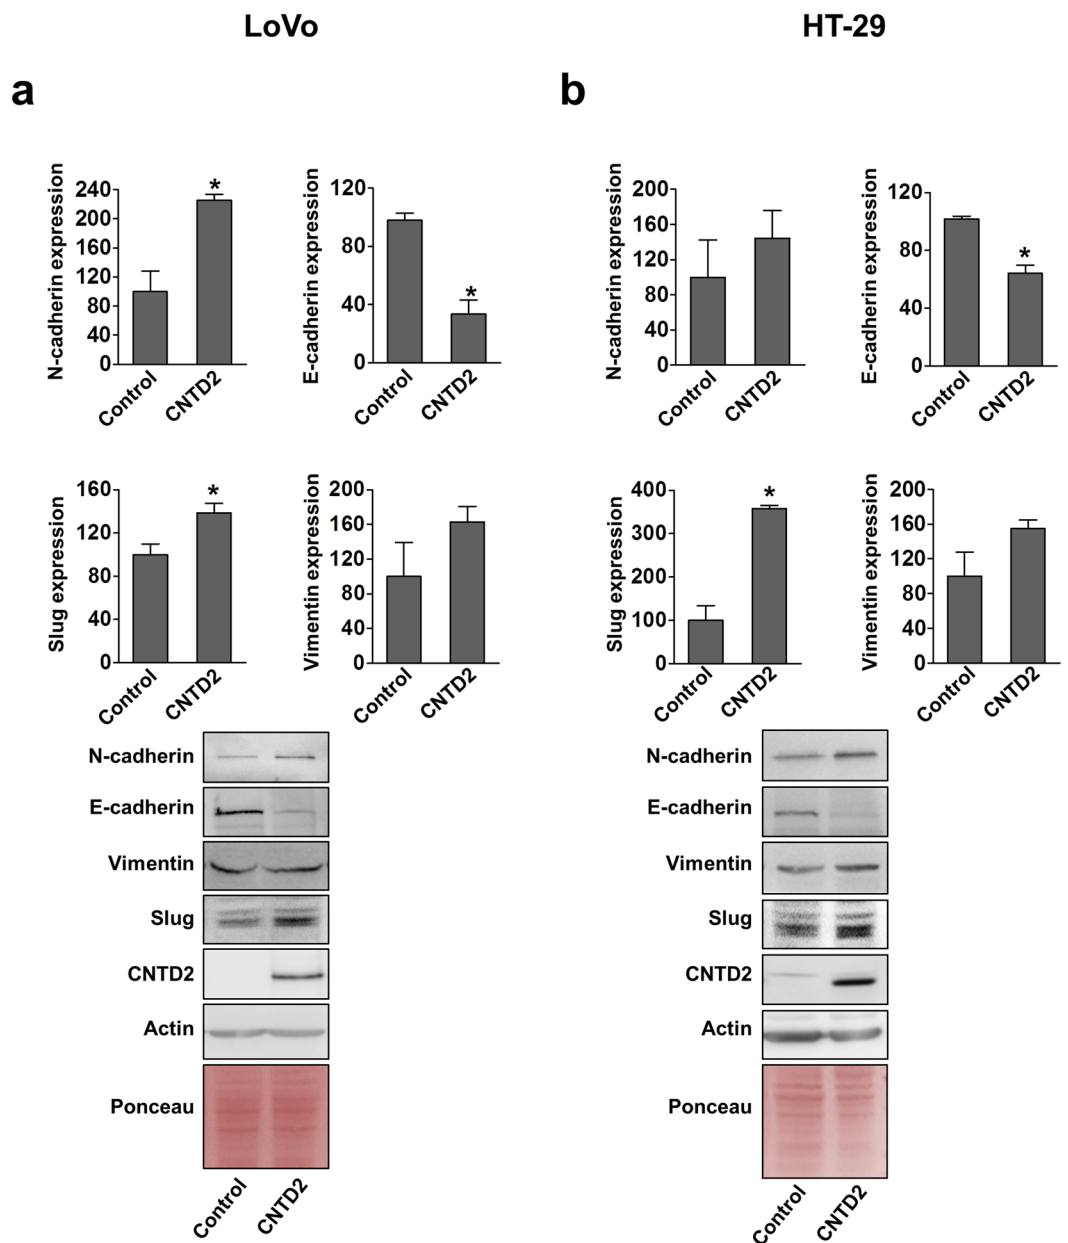 LoVo
HT-29
a
b
N-cadherin expression
240
200
160
120
80
40
0
Control
CNTD2
*
E-cadherin expression
120
80
40
0
Control
CNTD2
*
N-cadherin expression
200
160
120
80
40
0
Control
CNTD2
E-cadherin expression
120
80
40
0
Control
CNTD2
*
Slug expression
160
120
80
40
0
Control
CNTD2
*
Vimentin expression
200
160
120
80
40
0
Control
CNTD2
Slug expression
400
300
200
100
0
Control
CNTD2
*
Vimentin expression
200
160
120
80
40
0
Control
CNTD2
N-cadherin
E-cadherin
Vimentin
Slug
CNTD2
Actin
Ponceau
Control
CNTD2
N-cadherin
E-cadherin
Vimentin
Slug
CNTD2
Actin
Ponceau
Control
CNTD2